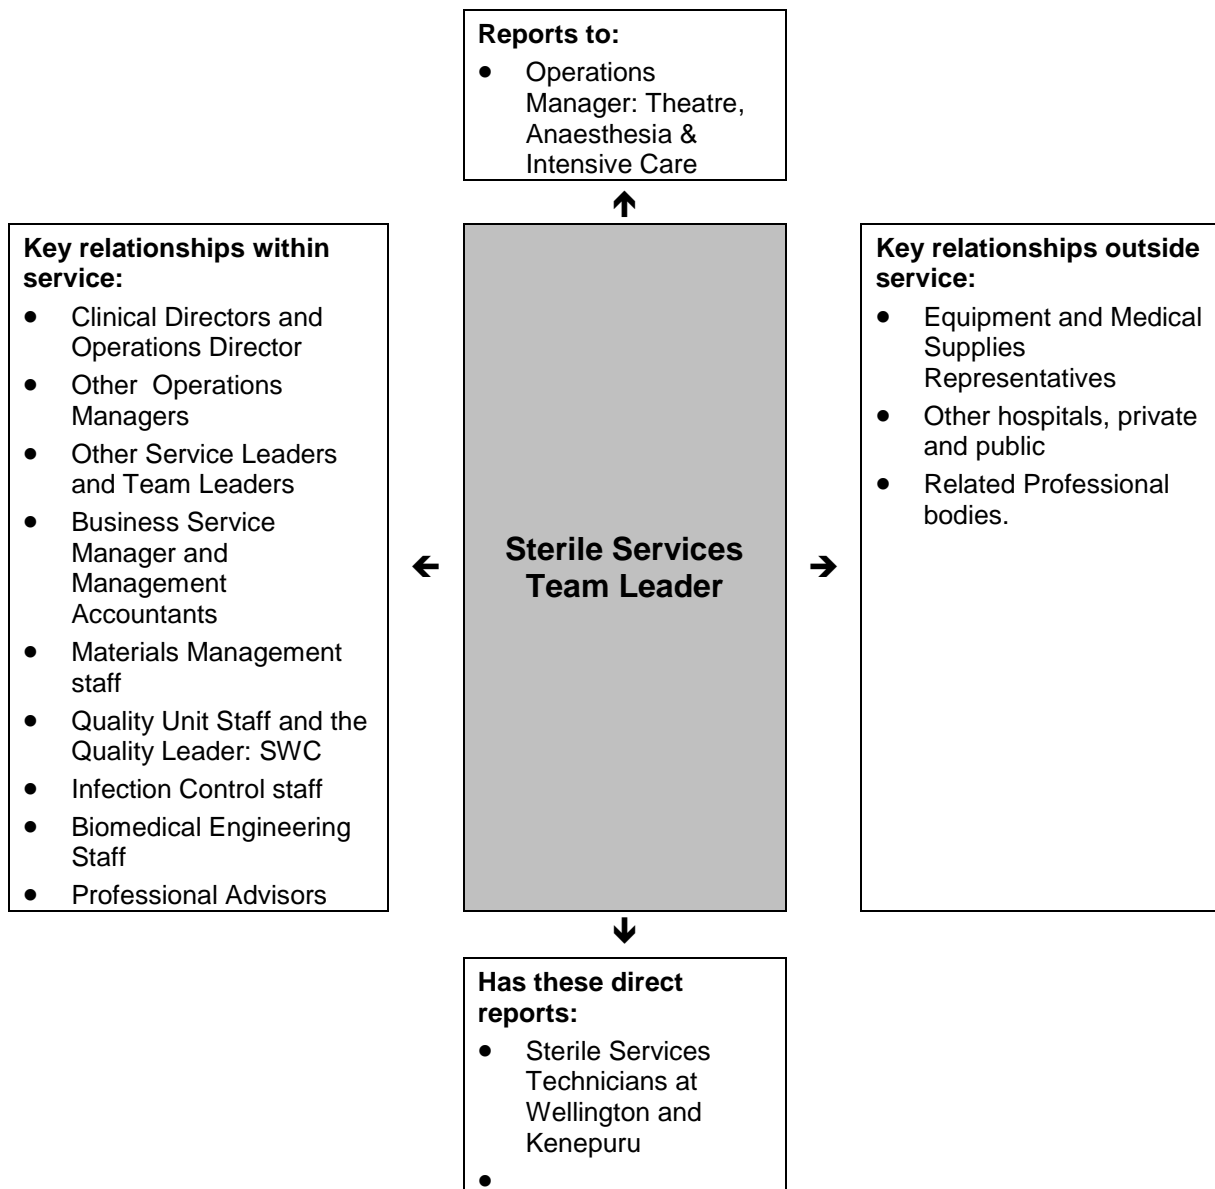 Reports to:
● Operations
Manager: Theatre,
Anaesthesia &
Intensive Care
↑
Key relationships within
service:
● Clinical Directors and
Operations Director
● Other Operations
Managers
● Other Service Leaders
and Team Leaders
● Business Service
Manager and
Management
Accountants
● Materials Management
staff
● Quality Unit Staff and the
Quality Leader: SWC
● Infection Control staff
● Biomedical Engineering
Staff
● Professional Advisors
←
Sterile Services
Team Leader
→
Key relationships outside
service:
● Equipment and Medical
Supplies
Representatives
● Other hospitals, private
and public
● Related Professional
bodies.
↓
Has these direct
reports:
● Sterile Services
Technicians at
Wellington and
Kenepuru
●